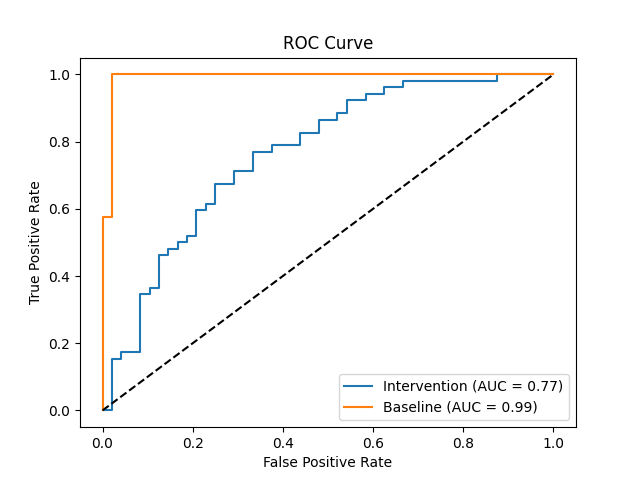 ROC Curve
True Positive Rate
1.0
0.8
0.6
0.4
0.2
0.0
Intervention (AUC = 0.77)
Baseline (AUC = 0.99)
0.0 0.2 0.4 0.6 0.8 1.0
False Positive Rate